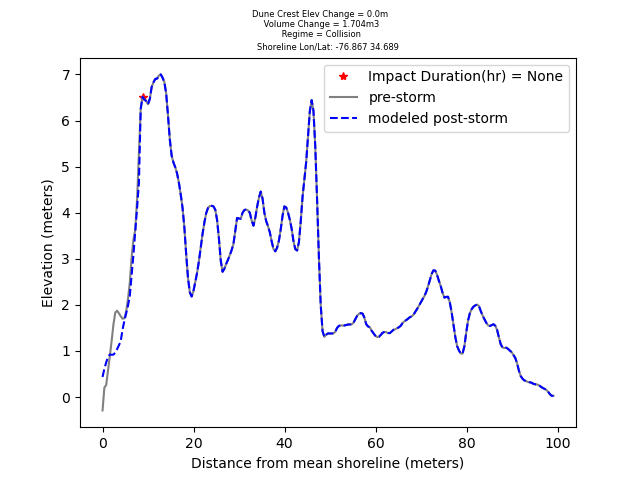 Dune Crest Elev Change = 0.0m
Volume Change = 1.704m3
Regime = Collision
Shoreline Lon/Lat: -76.867 34.689
Impact Duration(hr) = None
pre-storm
modeled post-storm
7
6
5
4
3
2
1
0
Elevation (meters)
0 20 40 60 80 100
Distance from mean shoreline (meters)